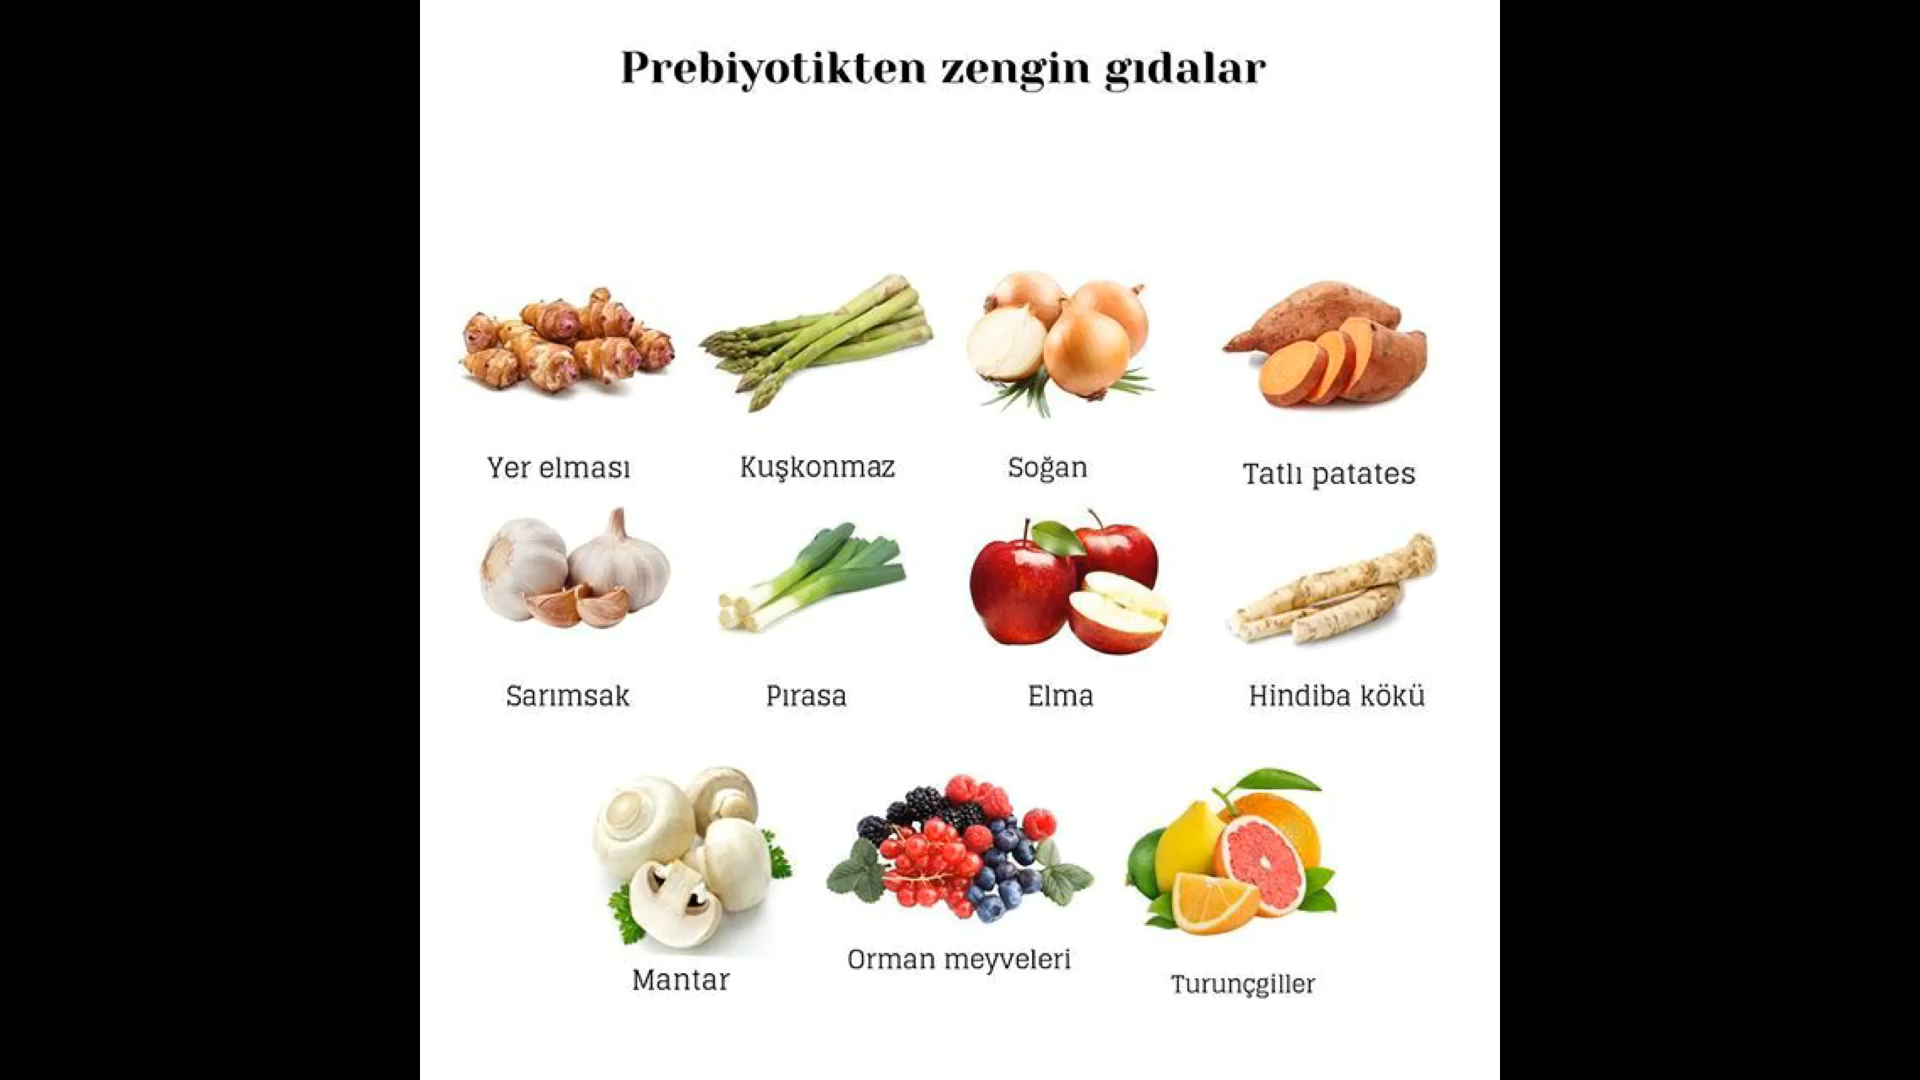 Prebiyotikten zengin gıdalar
Yer elması
Kuşkonmaz
Soğan
Tatlı patates
Sarımsak
Pırasa
Elma
Hindiba kökü
Mantar
Orman meyveleri
Turunçgiller